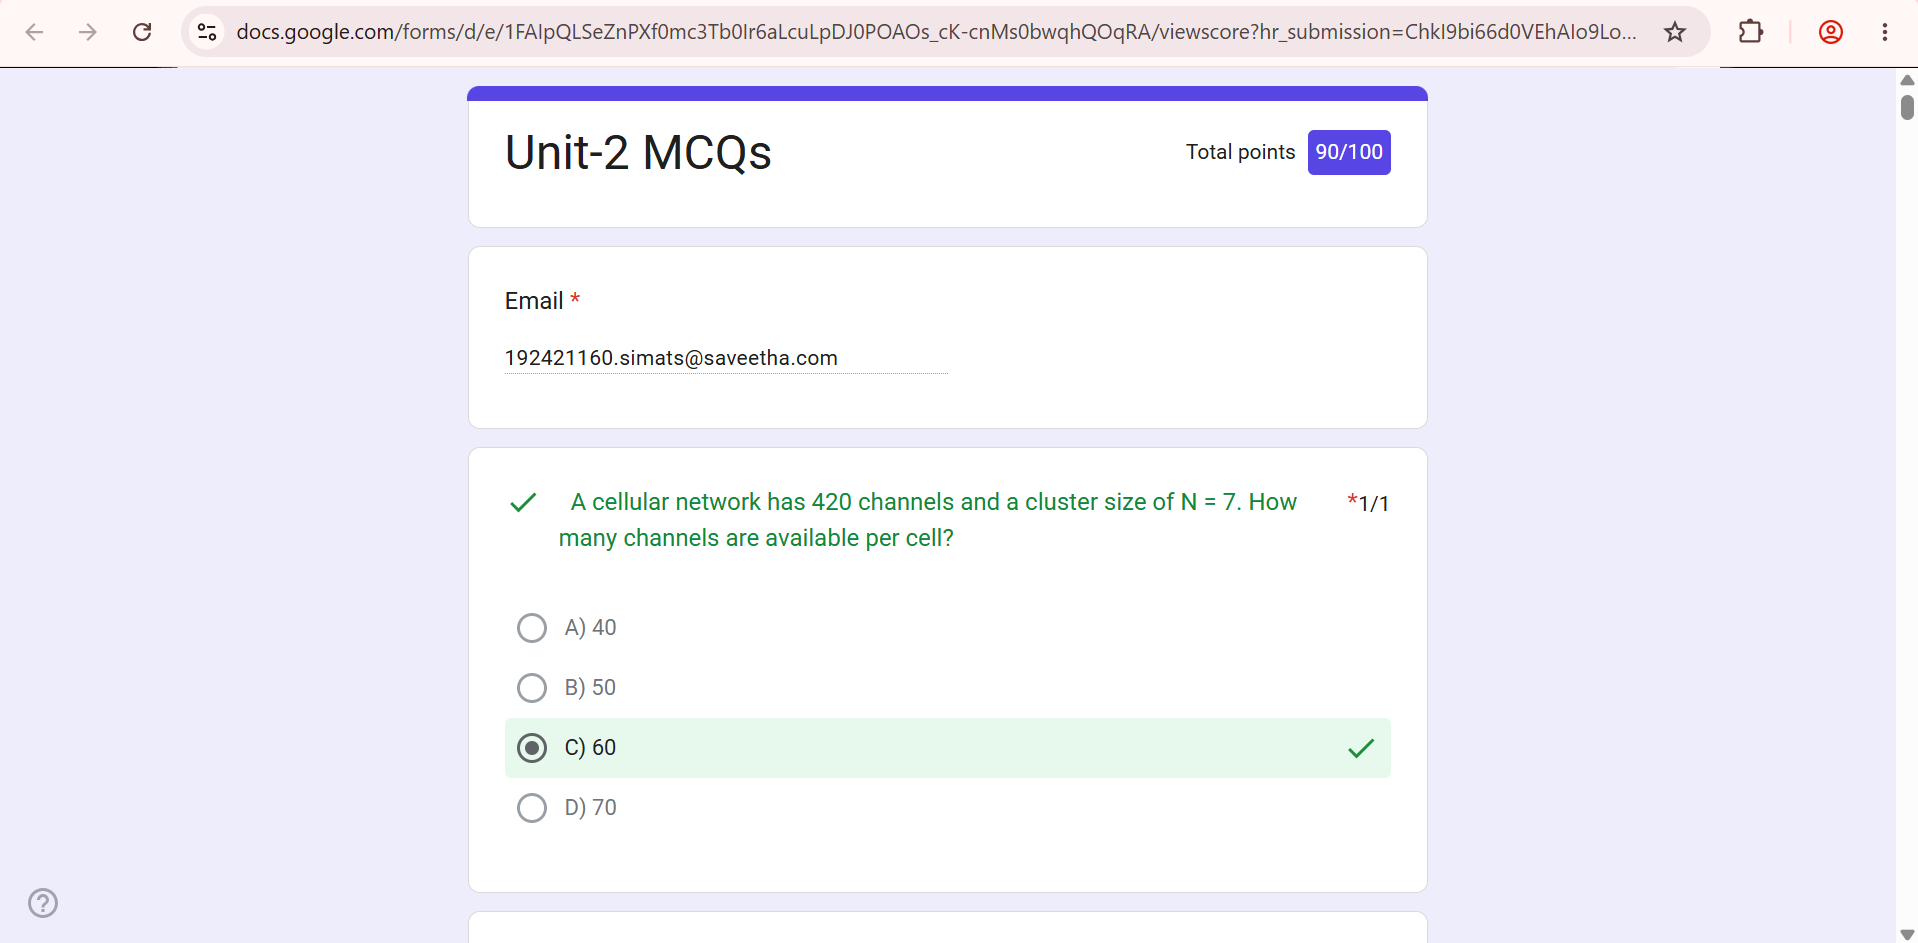 docs.google.com/forms/d/e/1FAIpQLSeZnPXf0mc3Tb0Ir6aLcuLpDJ0POAOs_cK-cnMs0bwqhQOqRA/viewscore?hr_submission=ChkI9bi66d0VEhAIo9Lo...
Unit-2 MCQs
Total points 90/100
Email *
192421160.simats@saveetha.com
A cellular network has 420 channels and a cluster size of N = 7. How *1/1
many channels are available per cell?
A) 40
B) 50
C) 60
D) 70